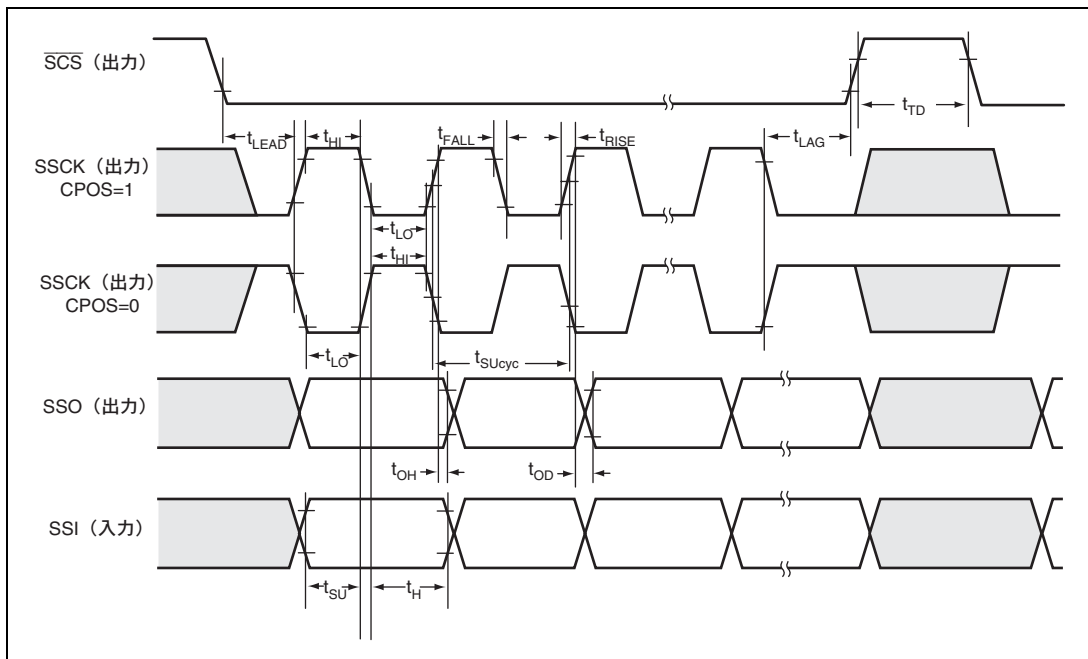 SCS（出力）
tTD
tLEAD
tHI
tFALL
tRISE
tLAG
SSCK（出力）
CPOS=1
tLO
tHI
SSCK（出力）
CPOS=0
tLO
tSUcyc
SSO（出力）
tOH
tOD
SSI（入力）
tSU
tH